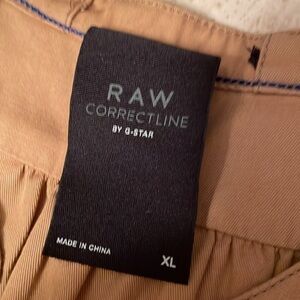 RAW
CORRECTLINE
BY G-STAR
MADE IN CHINA
XL